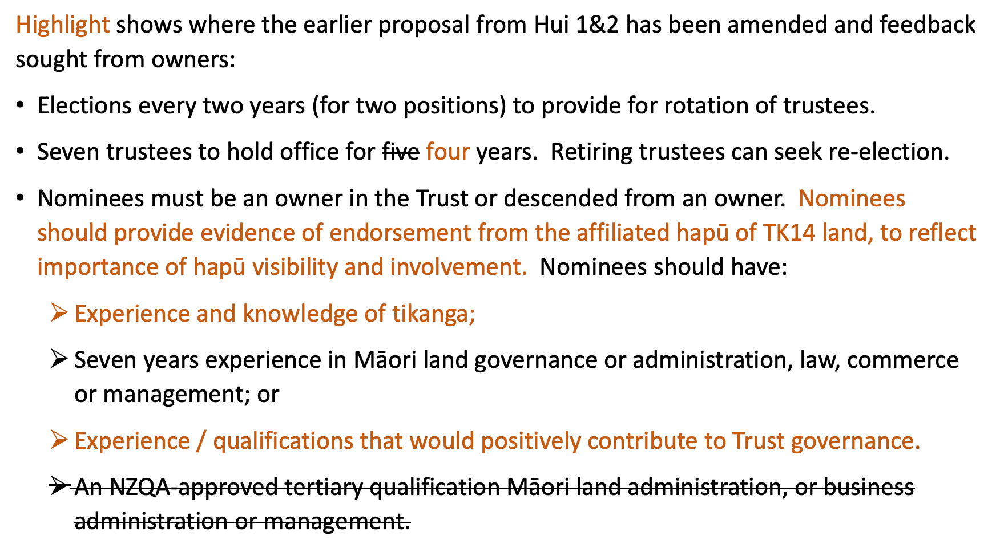 Highlight shows where the earlier proposal from Hui 1&2 has been amended and feedback
sought from owners:
• Elections every two years (for two positions) to provide for rotation of trustees.
• Seven trustees to hold office for five four years.  Retiring trustees can seek re-election.
• Nominees must be an owner in the Trust or descended from an owner.  Nominees
should provide evidence of endorsement from the affiliated hapū of TK14 land, to reflect
importance of hapū visibility and involvement.  Nominees should have:
➢ Experience and knowledge of tikanga;
➢ Seven years experience in Māori land governance or administration, law, commerce
or management; or
➢ Experience / qualifications that would positively contribute to Trust governance.
➢ An NZQA-approved tertiary qualification Māori land administration, or business
administration or management.